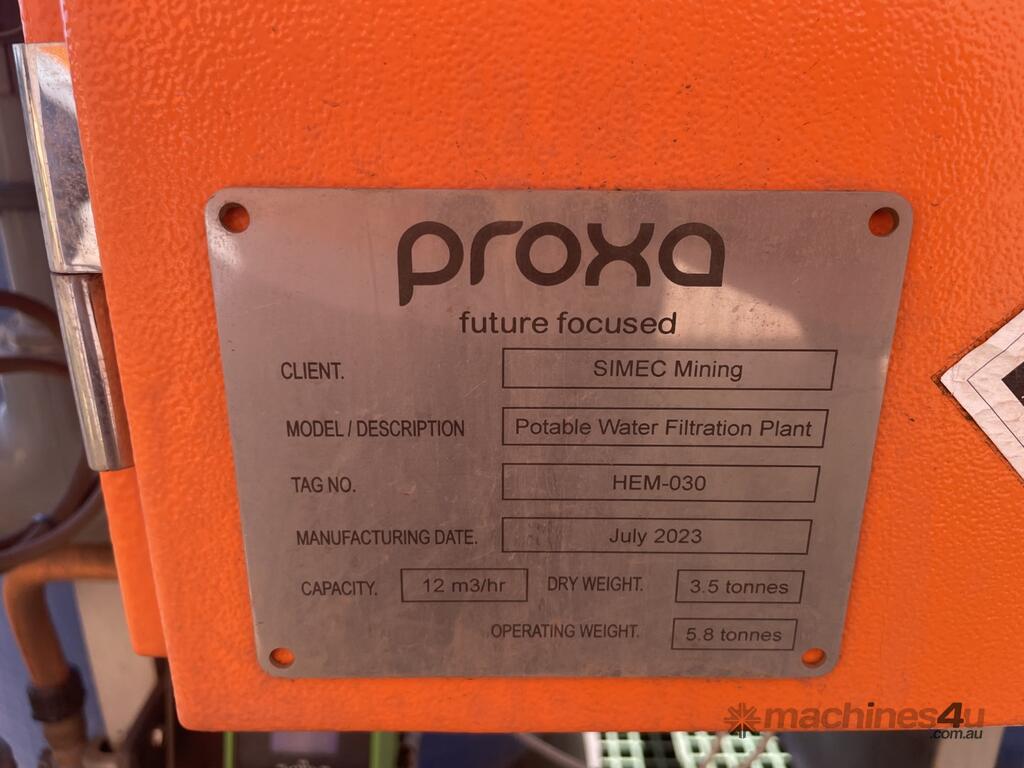 proxa
future focused
CLIENT. SIMEC Mining
MODEL / DESCRIPTION Potable Water Filtration Plant
TAG NO. HEM-030
MANUFACTURING DATE. July 2023
CAPACITY. 12 m3/hr DRY WEIGHT. 3.5 tonnes
OPERATING WEIGHT. 5.8 tonnes
machines4u
.com.au